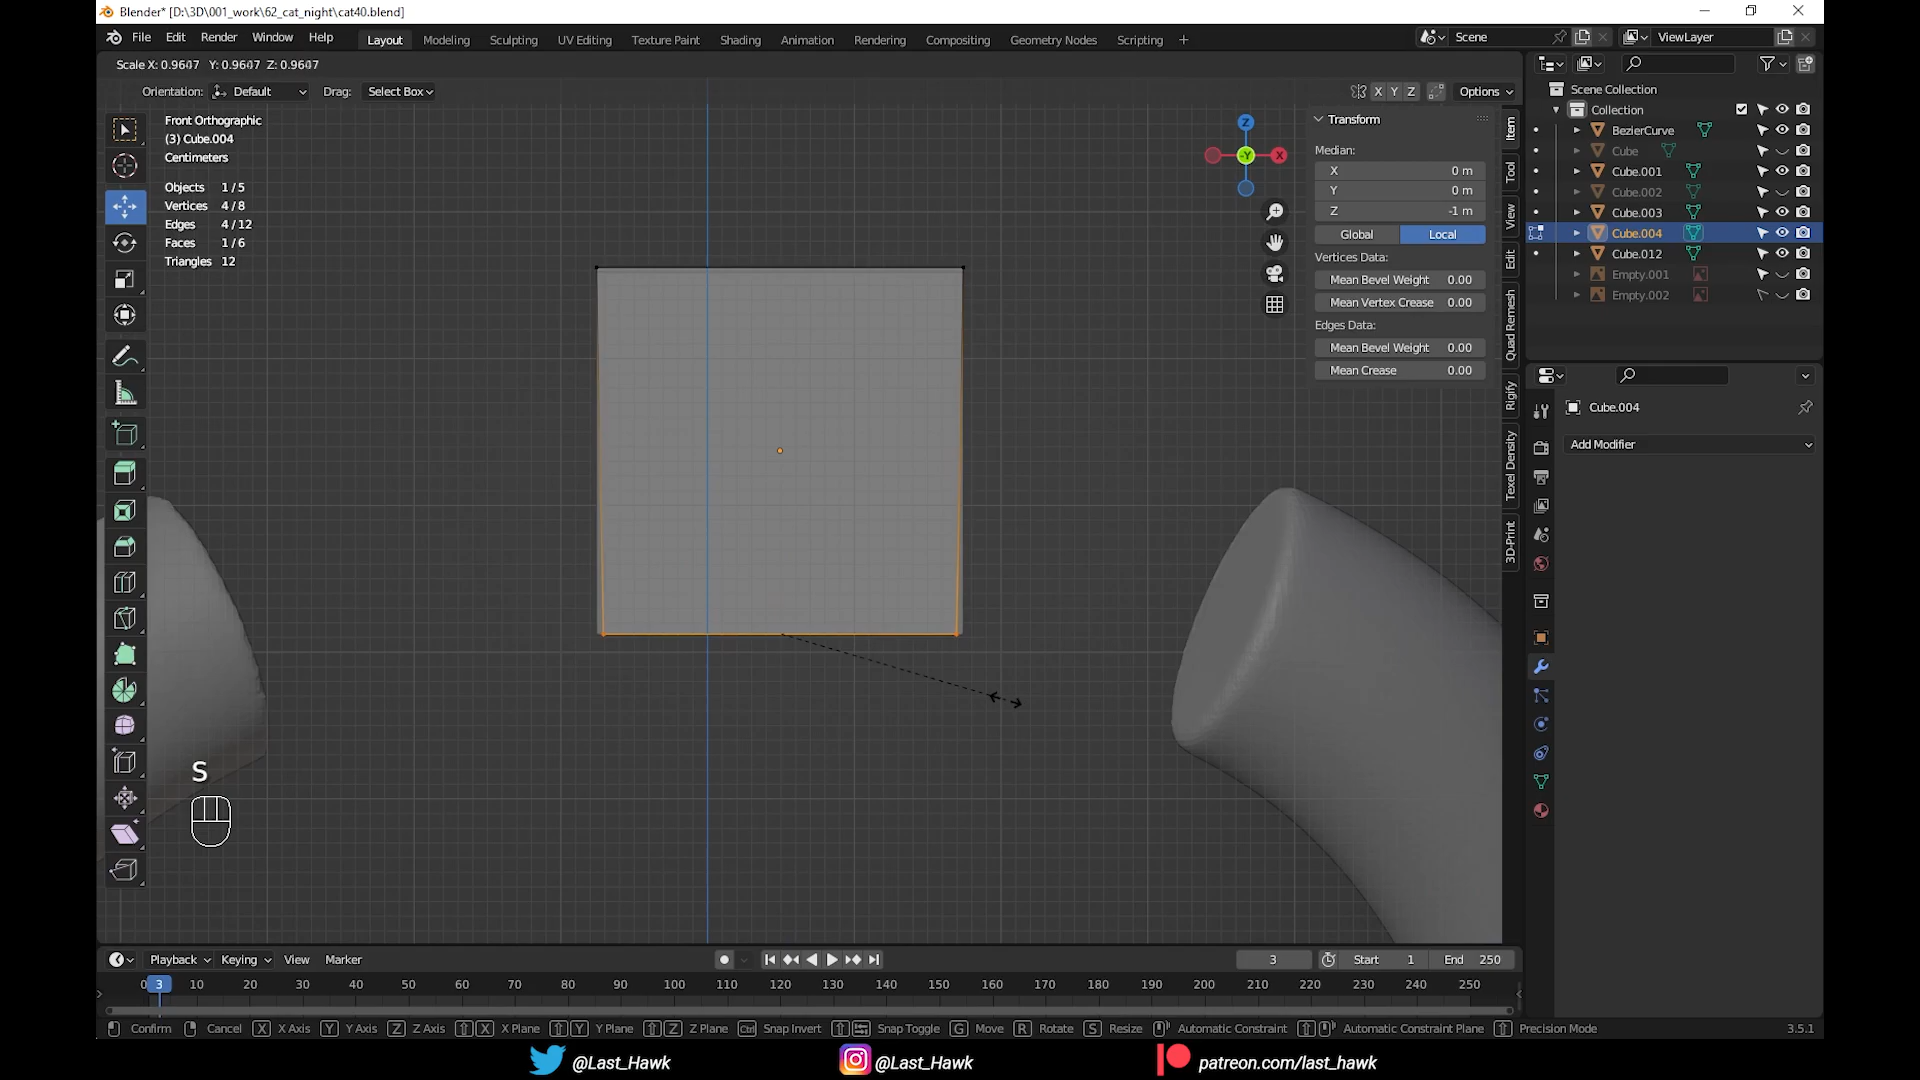 Blender* [D:\3D\001_work\62_cat_night\cat40.blend]
File Edit Render Window Help Layout Modeling Sculpting UV Editing Texture Paint Shading Animation Rendering Compositing Geometry Nodes Scripting + Scene ViewLayer
Scale X: 0.9647 Y: 0.9647 Z: 0.9647
Orientation: Default Drag: Select Box X Y Z Options
Front Orthographic
(3) Cube.004
Centimeters
Objects 1 / 5
Vertices 4 / 8
Edges 4 / 12
Faces 1 / 6
Triangles 12
Z
-Y
X
Transform
Median:
X 0 m
Y 0 m
Z -1 m
Global Local
Vertices Data:
Mean Bevel Weight 0.00
Mean Vertex Crease 0.00
Edges Data:
Mean Bevel Weight 0.00
Mean Crease 0.00
Item
Tool
View
Edit
Quad Remesh
Rigify
Texel Density
3D-Print
Scene Collection
Collection
BezierCurve
Cube
Cube.001
Cube.002
Cube.003
Cube.004
Cube.012
Empty.001
Empty.002
Cube.004
Add Modifier
S
Playback Keying View Marker 3 Start 1 End 250
0 3 10 20 30 40 50 60 70 80 90 100 110 120 130 140 150 160 170 180 190 200 210 220 230 240 250
Confirm Cancel X X Axis Y Y Axis Z Z Axis X X Plane Y Y Plane Z Z Plane Ctrl Snap Invert Snap Toggle G Move R Rotate S Resize Automatic Constraint Automatic Constraint Plane Precision Mode 3.5.1
@Last_Hawk @Last_Hawk patreon.com/last_hawk